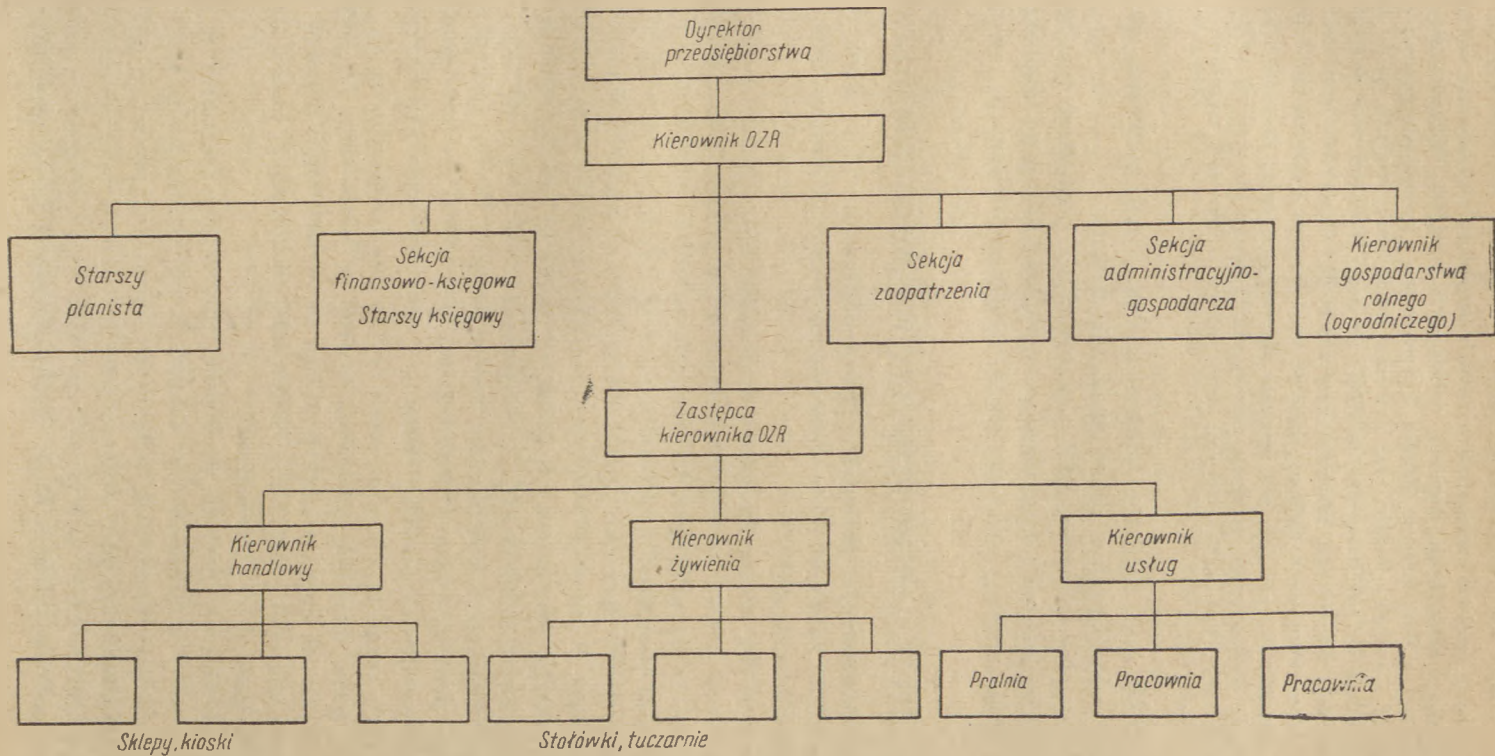 Dyrektor
przedsiębiorstwa
Kierownik OZR
Starszy
planista
Sekcja
finansowo-księgowa
Starszy księgowy
Sekcja
zaopatrzenia
Sekcja
administracyjno-
gospodarcza
Kierownik
gospodarstwa
rolnego
(ogrodniczego)
Zastępca
kierownika OZR
Kierownik
handlowy
Kierownik
żywienia
Kierownik
usług
Pralnia
Pracownia
Pracownia
Sklepy, kioski
Stołówki, tuczarnie